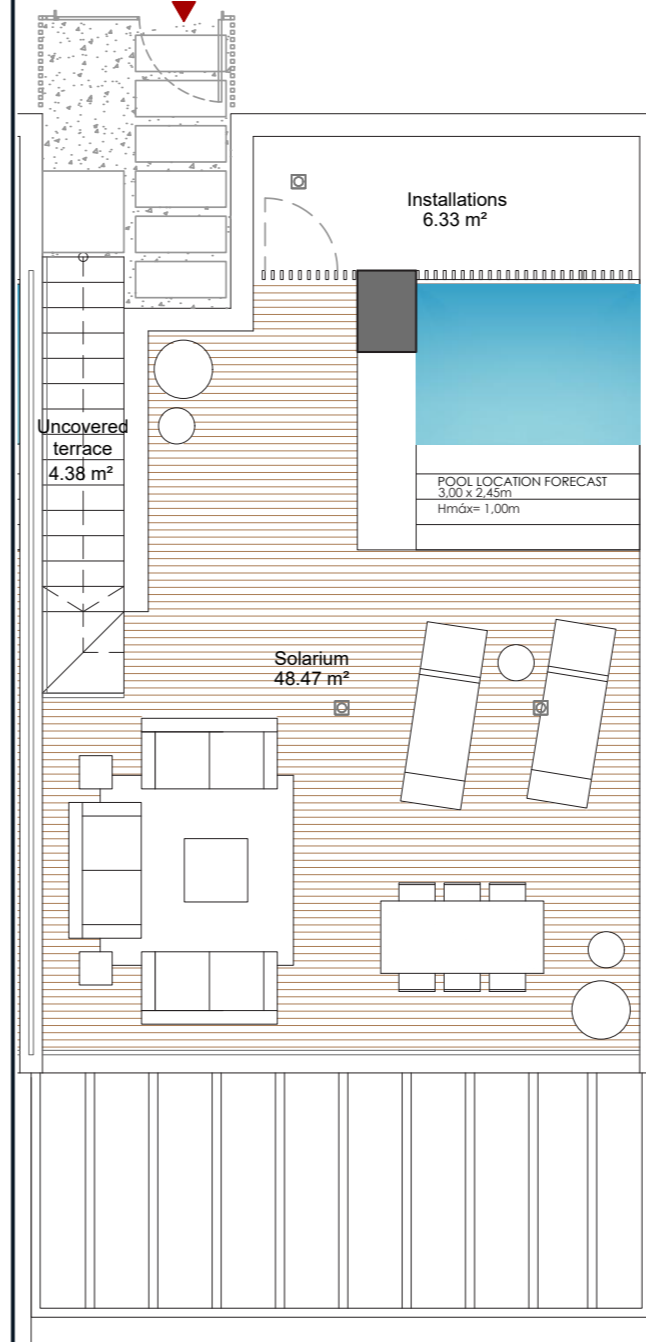 Installations
6.33 m²
Uncovered
terrace
4.38 m²
POOL LOCATION FORECAST
3,00 x 2,45m
Hmáx= 1,00m
Solarium
48.47 m²